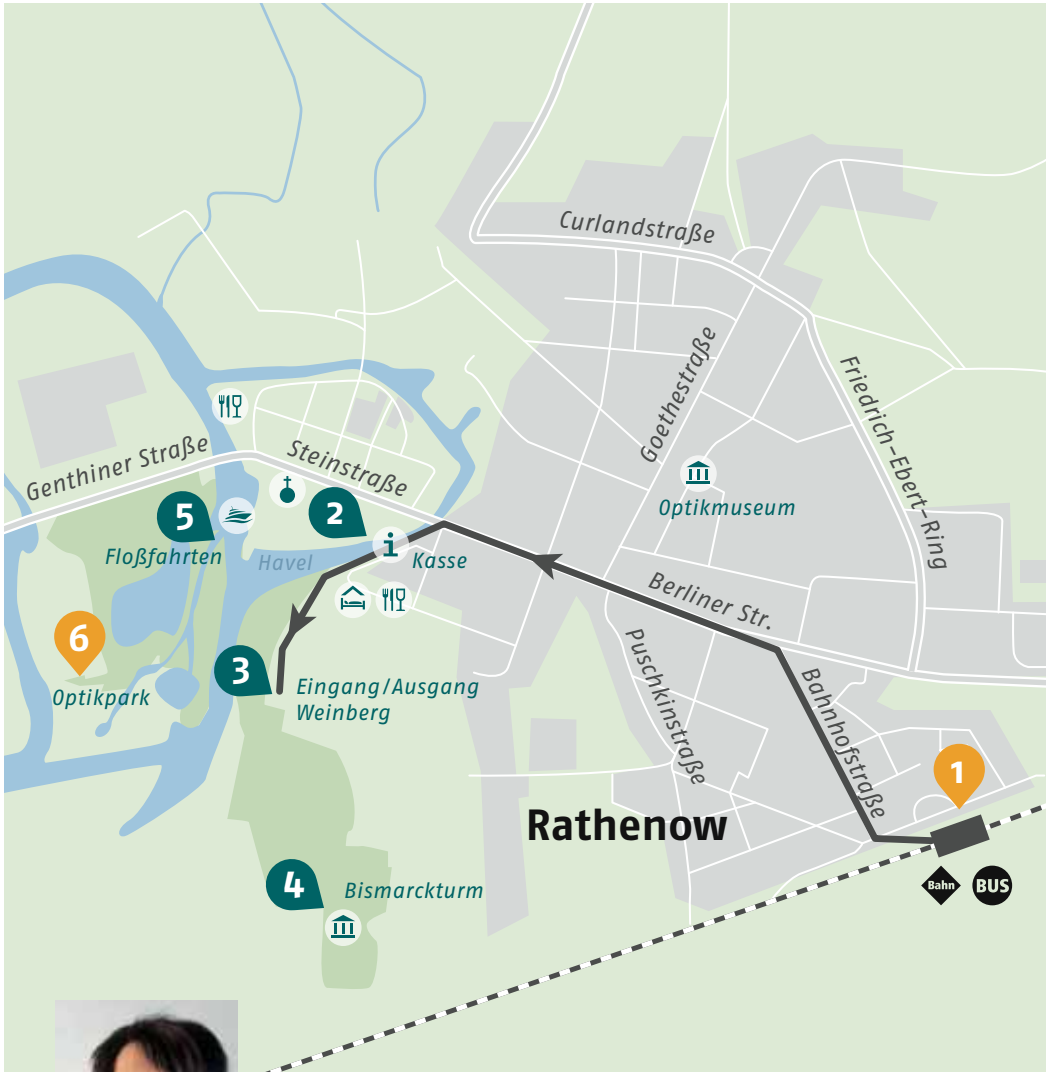 Curlandstraße
Goethestraße
Friedrich-Ebert-Ring
Genthiner Straße
Steinstraße
Optikmuseum
5
2
Floßfahrten
Havel
i
Kasse
Berliner Str.
6
Optikpark
3
Eingang/Ausgang
Weinberg
Puschkinstraße
Bahnhofstraße
1
Rathenow
4
Bismarckturm
Bahn
BUS